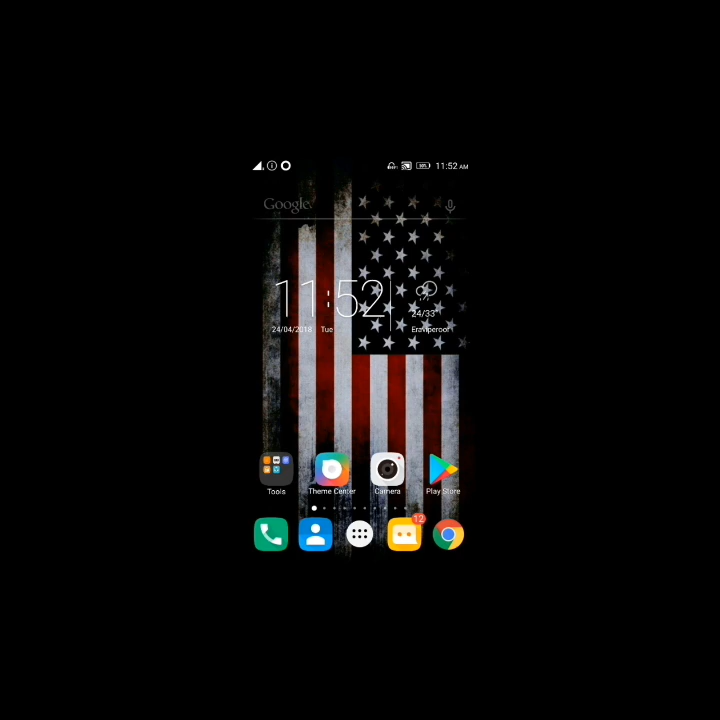 11:52 AM
Google
11:52
24/33°
24/04/2018 Tue
Eraviperoor
Tools
Theme Center
Camera
Play Store
12